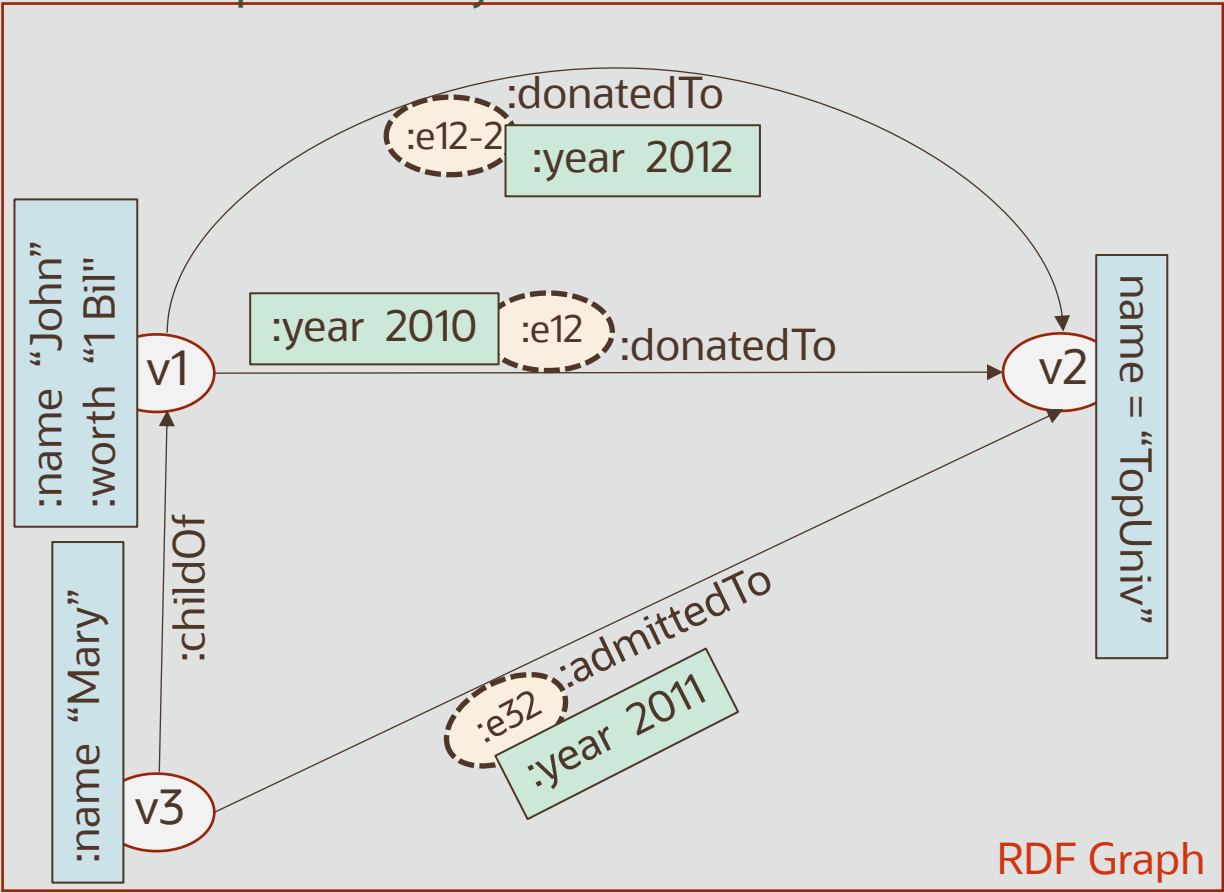 :donatedTo
:e12-2
:year 2012
:name “John”
:worth “1 Bil"
:year 2010
:e12
:donatedTo
v1
v2
name = “TopUniv”
:childOf
:admittedTo
:e32
:year 2011
:name “Mary”
v3
RDF Graph